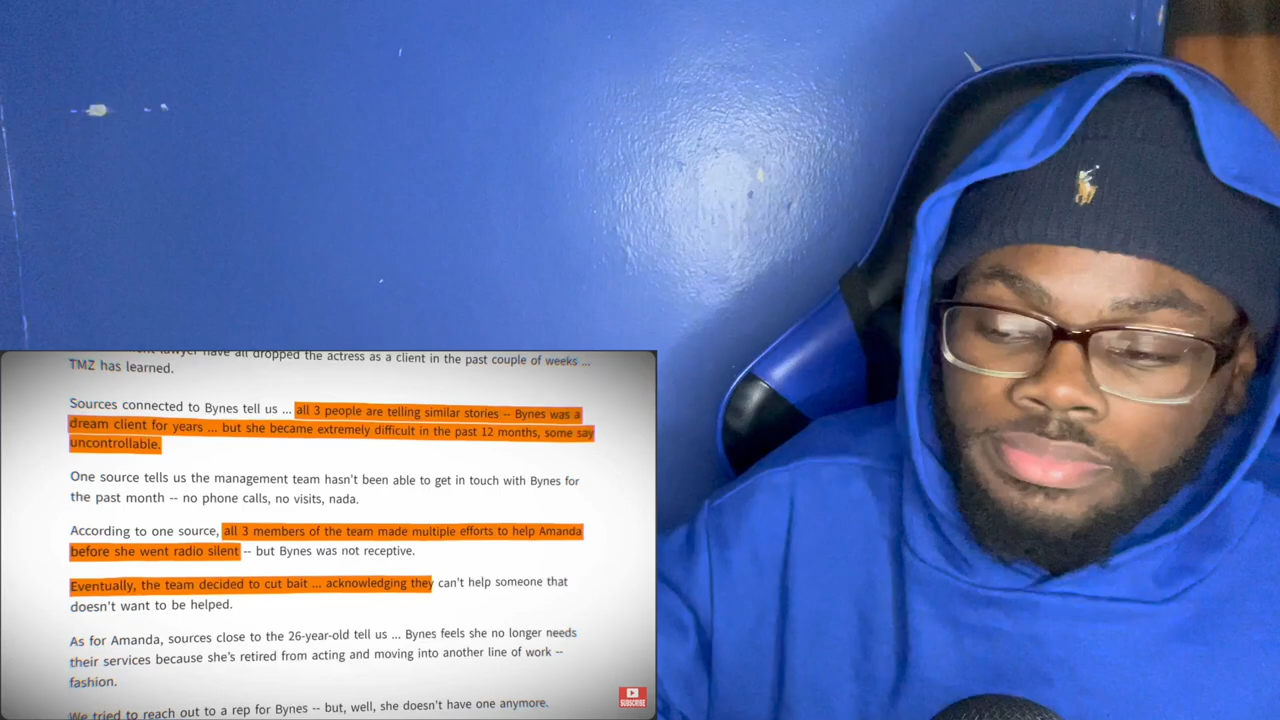 lawyer have all dropped the actress as a client in the past couple of weeks ...
TMZ has learned.
Sources connected to Bynes tell us ... all 3 people are telling similar stories -- Bynes was a
dream client for years ... but she became extremely difficult in the past 12 months, some say
uncontrollable.
One source tells us the management team hasn't been able to get in touch with Bynes for
the past month -- no phone calls, no visits, nada.
According to one source, all 3 members of the team made multiple efforts to help Amanda
before she went radio silent -- but Bynes was not receptive.
Eventually, the team decided to cut bait ... acknowledging they can't help someone that
doesn't want to be helped.
As for Amanda, sources close to the 26-year-old tell us ... Bynes feels she no longer needs
their services because she's retired from acting and moving into another line of work --
fashion.
We tried to reach out to a rep for Bynes -- but, well, she doesn't have one anymore.
SUBSCRIBE